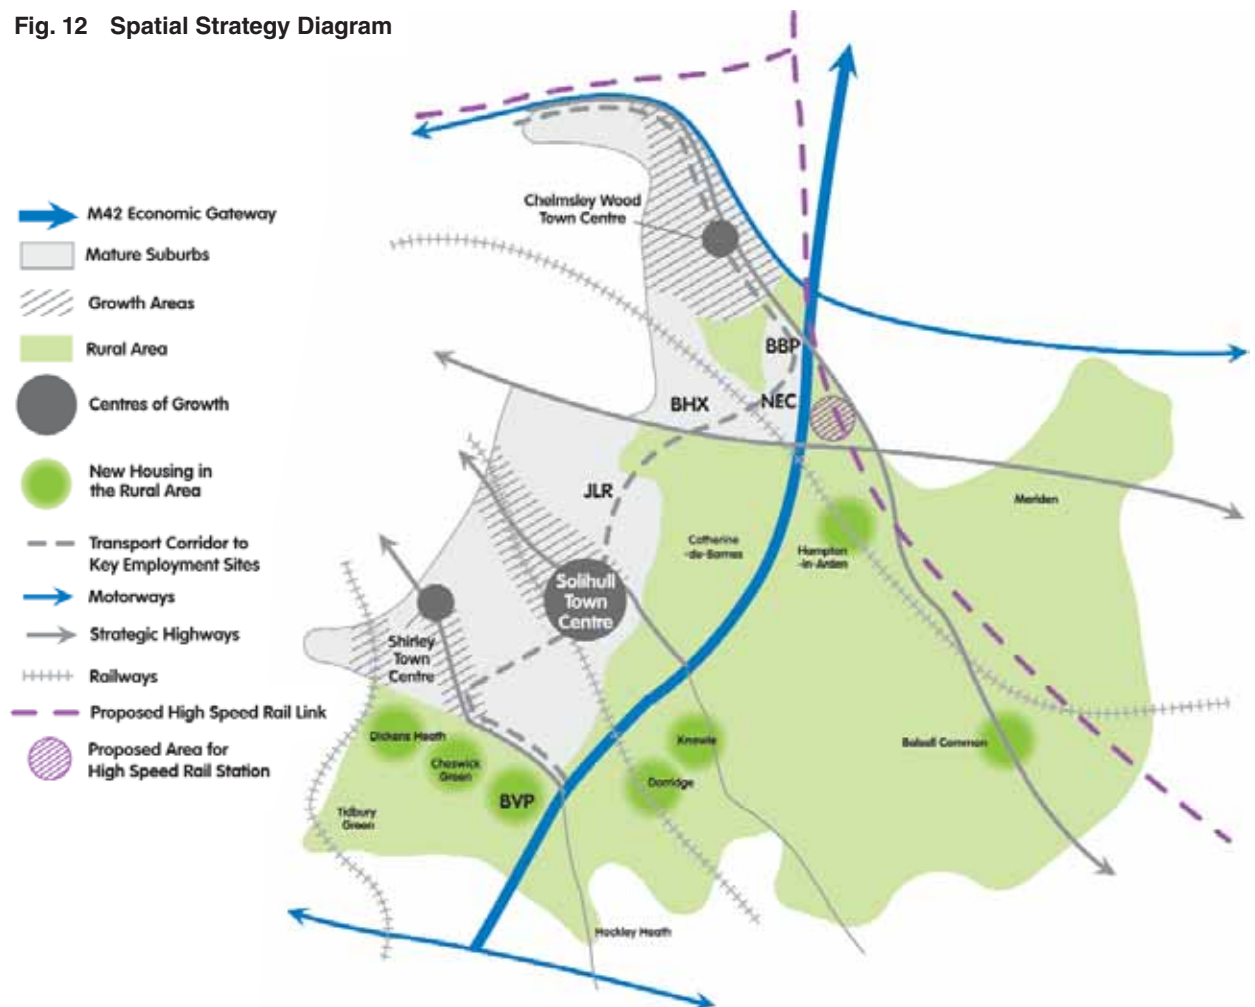 Fig. 12 Spatial Strategy Diagram
M42 Economic Gateway
Mature Suburbs
Growth Areas
Rural Area
Centres of Growth
New Housing in
the Rural Area
Transport Corridor to
Key Employment Sites
Motorways
Strategic Highways
Railways
Proposed High Speed Rail Link
Proposed Area for
High Speed Rail Station
Chelmsley Wood
Town Centre
BBP
BHX
NEC
JLR
Meriden
Catherine
-de-Barnes
Hampton
-in-Arden
Solihull
Town
Centre
Shirley
Town
Centre
Dickens Heath
Cheswick
Green
BVP
Knowle
Dorridge
Balsall Common
Tidbury
Green
Hockley Heath